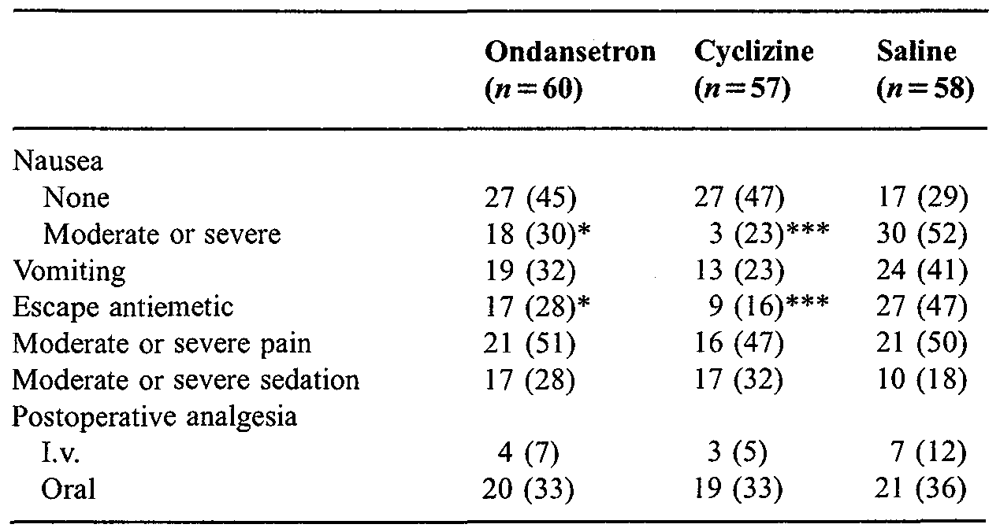 Ondansetron Cyclizine Saline
(n=60) (n=57) (n=58)
Nausea
None 27 (45) 27 (47) 17 (29)
Moderate or severe 18 (30)* 3 (23)*** 30 (52)
Vomiting 19 (32) 13 (23) 24 (41)
Escape antiemetic 17 (28)* 9 (16)*** 27 (47)
Moderate or severe pain 21 (51) 16 (47) 21 (50)
Moderate or severe sedation 17 (28) 17 (32) 10 (18)
Postoperative analgesia
I.v. 4 (7) 3 (5) 7 (12)
Oral 20 (33) 19 (33) 21 (36)